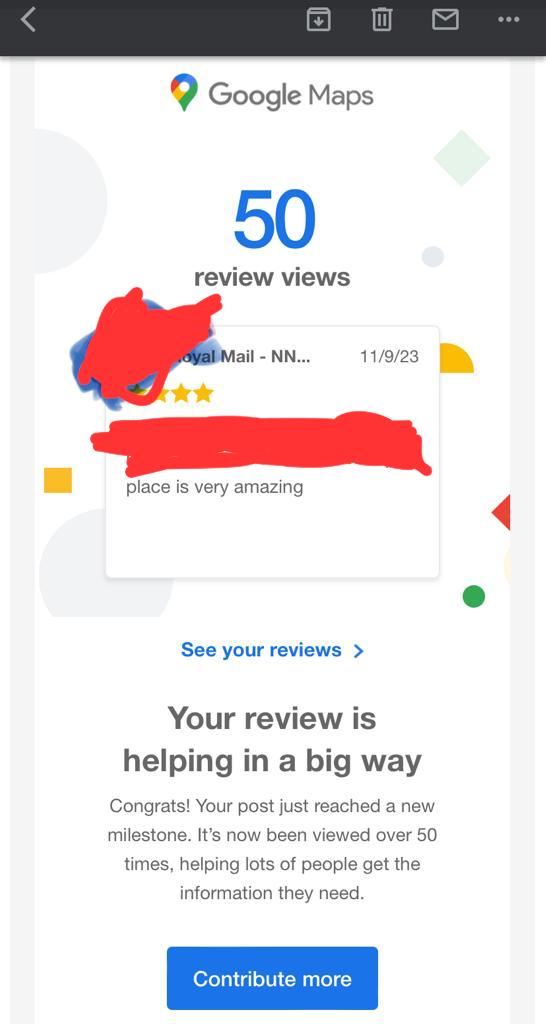 Google Maps
50
review views
oyal Mail - NN... 11/9/23
place is very amazing
See your reviews
Your review is
helping in a big way
Congrats! Your post just reached a new
milestone. It’s now been viewed over 50
times, helping lots of people get the
information they need.
Contribute more